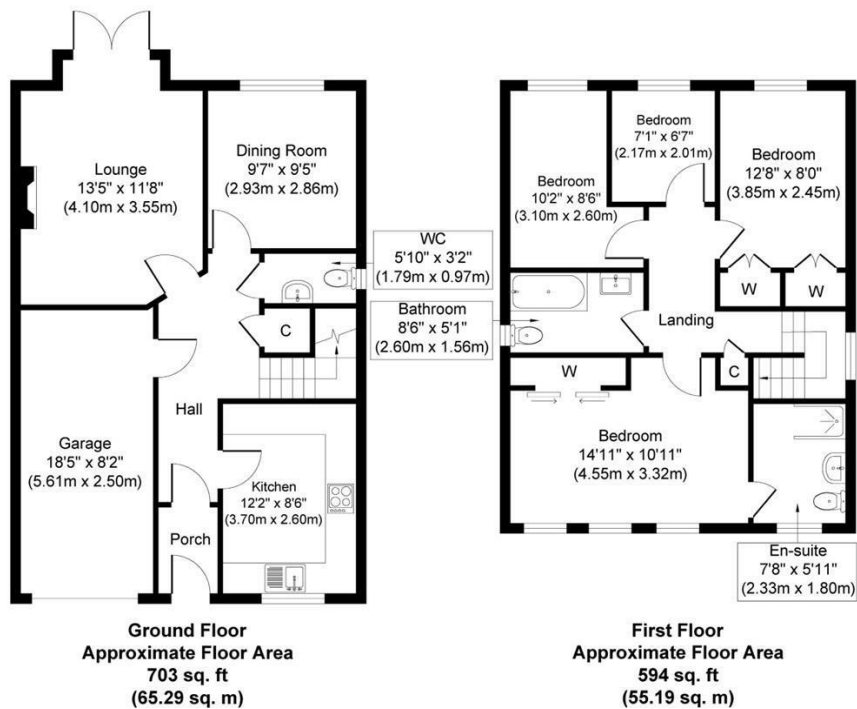 Lounge
13'5" x 11'8"
(4.10m x 3.55m)
Dining Room
9'7" x 9'5"
(2.93m x 2.86m)
WC
5'10" x 3'2"
(1.79m x 0.97m)
Bathroom
8'6" x 5'1"
(2.60m x 1.56m)
C
Hall
Garage
18'5" x 8'2"
(5.61m x 2.50m)
Kitchen
12'2" x 8'6"
(3.70m x 2.60m)
Porch
Ground Floor
Approximate Floor Area
703 sq. ft
(65.29 sq. m)
Bedroom
10'2" x 8'6"
(3.10m x 2.60m)
Bedroom
7'1" x 6'7"
(2.17m x 2.01m)
Bedroom
12'8" x 8'0"
(3.85m x 2.45m)
W
W
Landing
C
W
Bedroom
14'11" x 10'11"
(4.55m x 3.32m)
En-suite
7'8" x 5'11"
(2.33m x 1.80m)
First Floor
Approximate Floor Area
594 sq. ft
(55.19 sq. m)